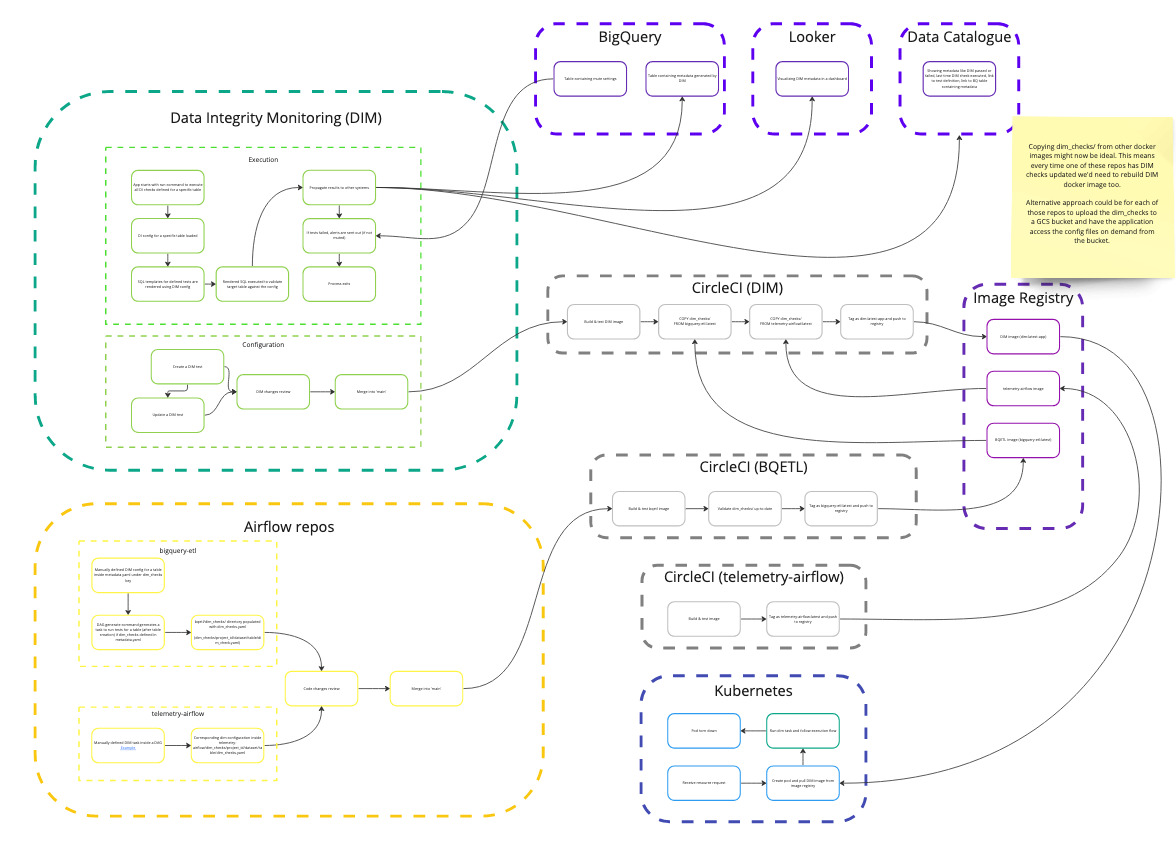 BigQuery
Looker
Data Catalogue
Table containing mute settings
Table containing metadata generated by
DIM
Visualising DIM metadata in a dashboard
Showing metadata like DIM passed or
failed, last time DIM check executed, link
to test definition, link to BQ table
containing metadata
Data Integrity Monitoring (DIM)
Execution
App starts with run command to execute
all DI checks defined for a specific table
Propagate results to other systems
DI config for a specific table loaded
If tests failed, alerts are sent out (if not
muted)
SQL templates for defined tests are
rendered using DIM config
Rendered SQL executed to validate
target table against the config
Process exits
Configuration
Create a DIM test
Update a DIM test
DIM changes review
Merge into 'main'
Copying dim_checks/ from other docker
images might now be ideal. This means
every time one of these repos has DIM
checks updated we'd need to rebuild DIM
docker image too.
Alternative approach could be for each of
those repos to upload the dim_checks to
a GCS bucket and have the application
access the config files on demand from
the bucket.
CircleCI (DIM)
Build & test DIM image
COPY dim_checks/
FROM bigquery-etl:latest
COPY dim_checks/
FROM telemetry-airflow:latest
Tag as dim:latest-app and push to
registry
Image Registry
DIM image (dim:latest-app)
telemetry-airflow image
BQETL image (bigquery-etl:latest)
CircleCI (BQETL)
Build & test bqetl image
Validate dim_checks/ up to date
Tag as bigquery-etl:latest and push to
registry
CircleCI (telemetry-airflow)
Build & test image
Tag as telemetry-airflow:latest and push
to registry
Kubernetes
Pod torn down
Run dim task and follow execution flow
Receive resource request
Create pod and pull DIM image from
image registry
Airflow repos
bigquery-etl
Manually defined DIM config for a table
inside metadata.yaml under dim_checks
key
DAG generate command generates a
task to run tests for a table (after table
creation) if dim_checks defined in
metadata.yaml
bqetl/dim_checks/ directory populated
with dim_checks.yaml
Code changes review
Merge into 'main'
telemetry-airflow
Manually defined DIM task inside a DAG
Example
Corresponding dim configuration inside
telemetry-